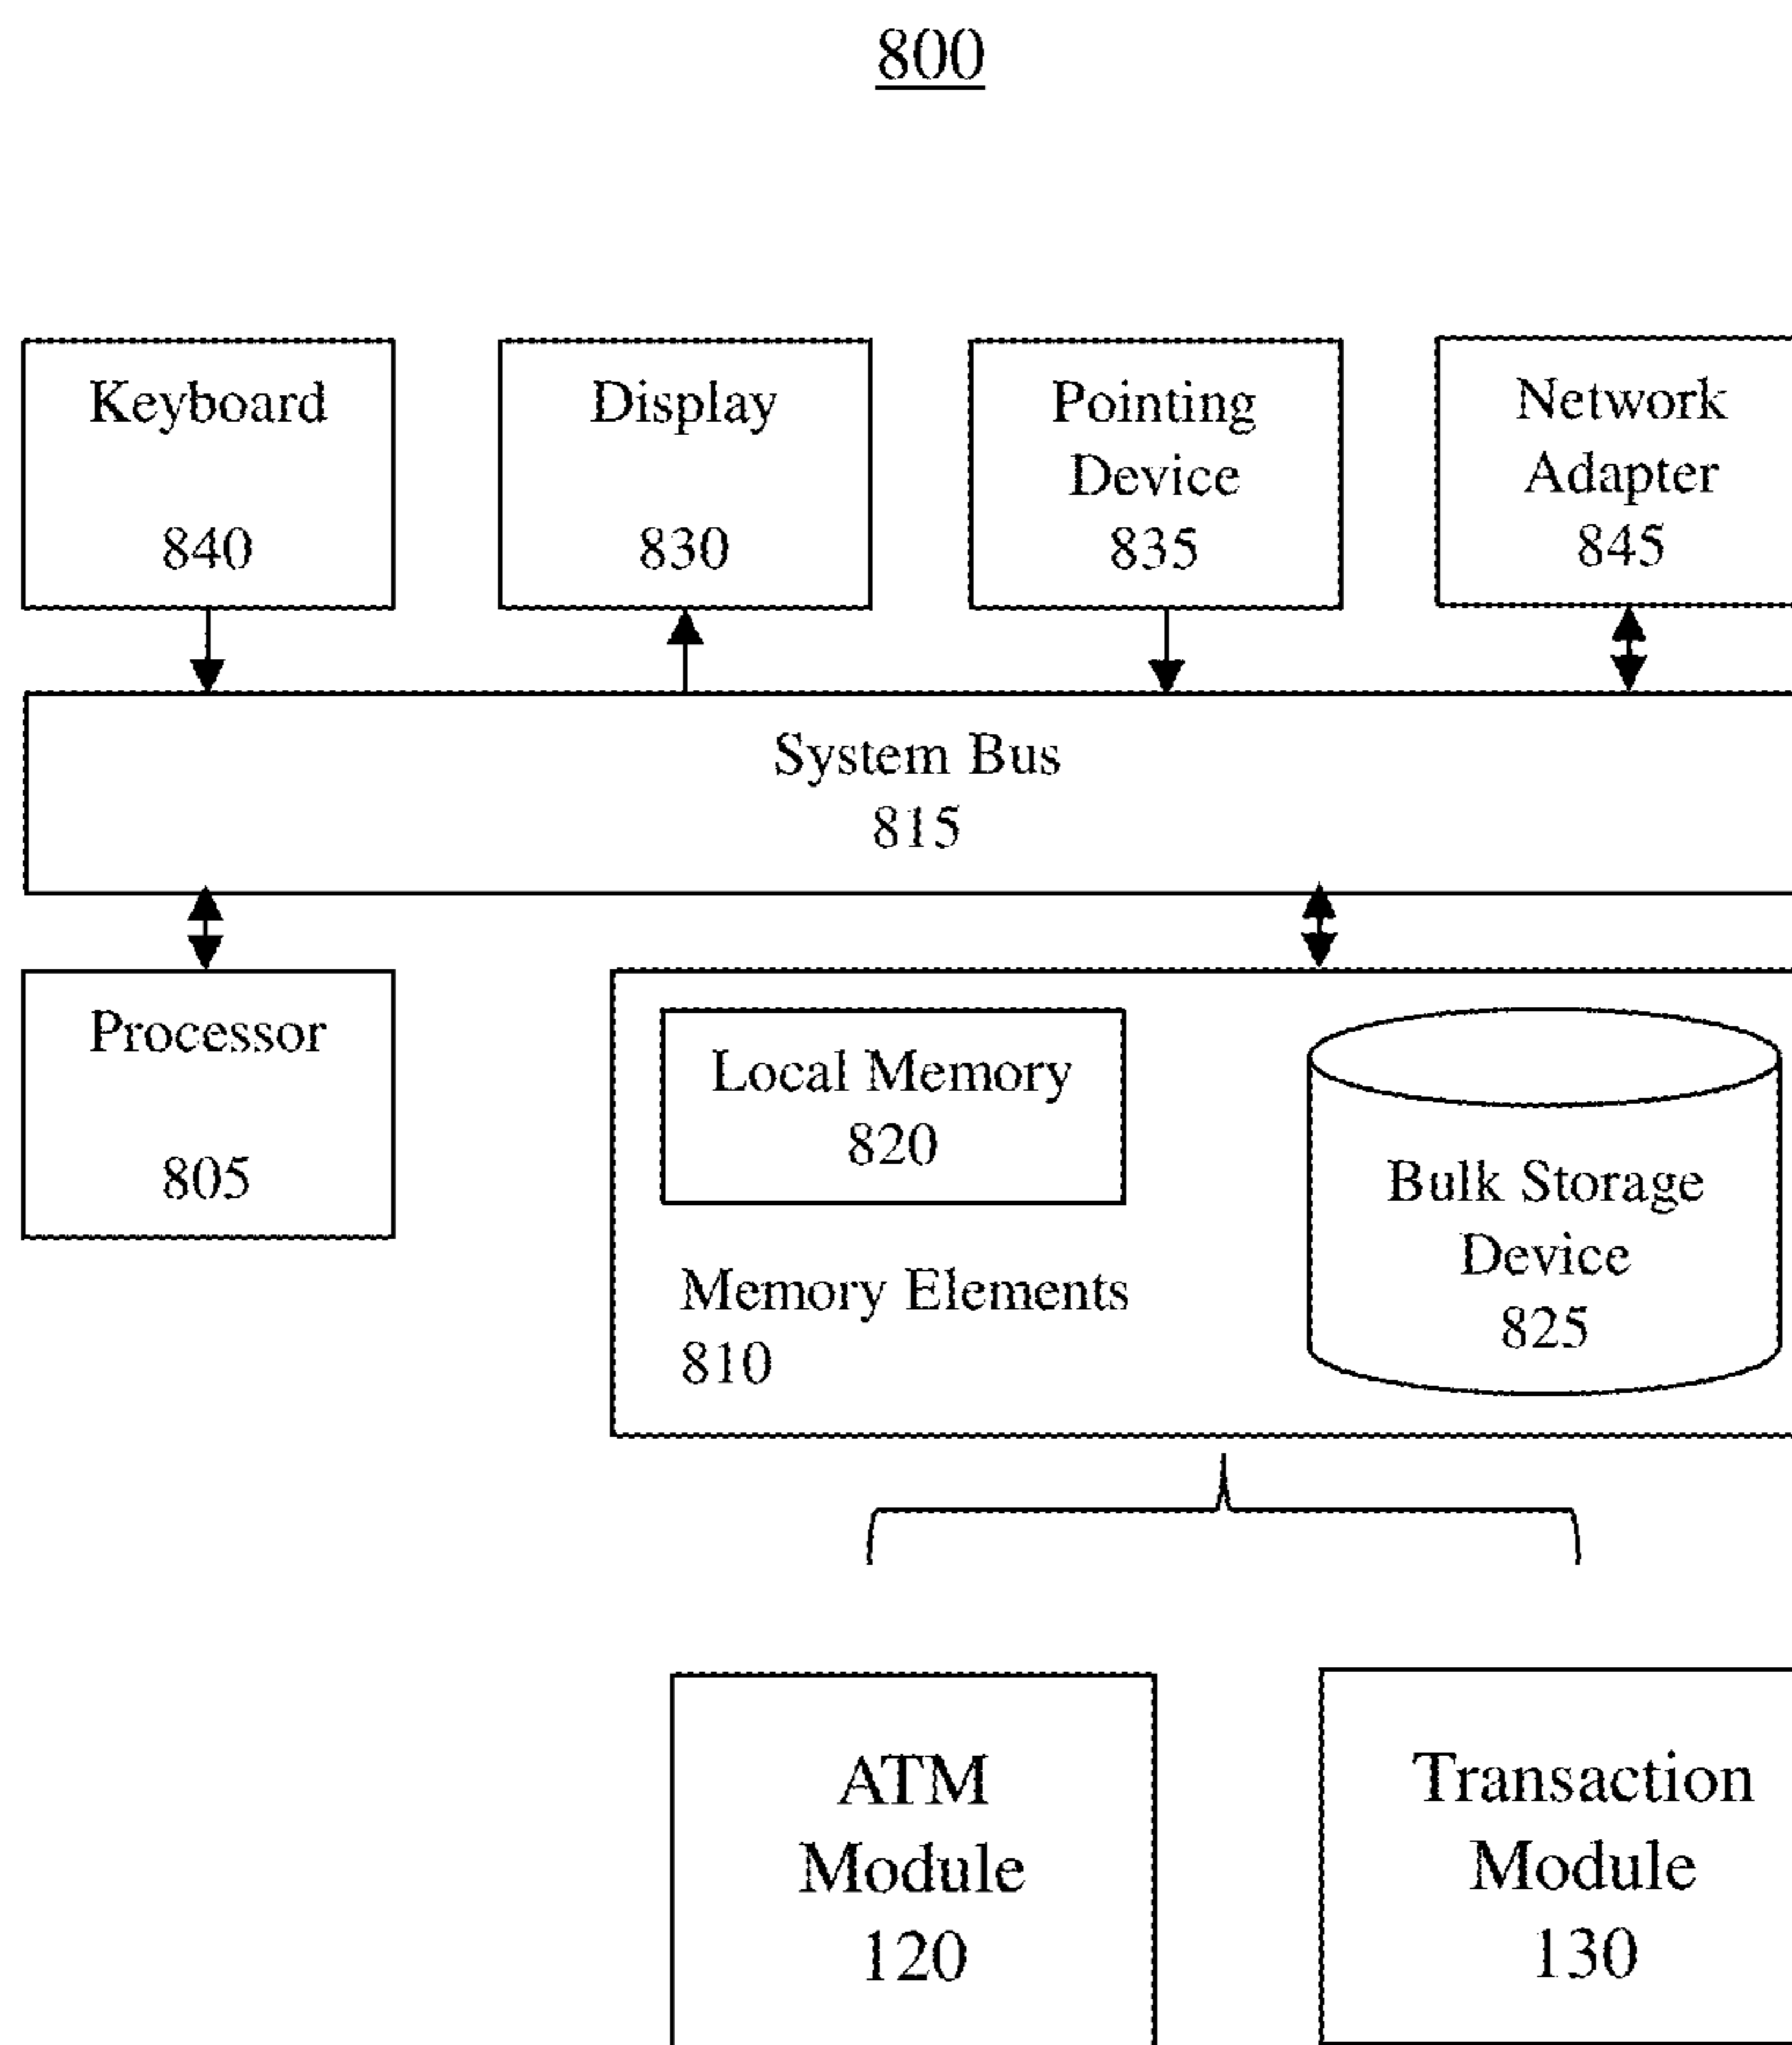 800
Keyboard
840
Display
830
Pointing
Device
835
Network
Adapter
845
System Bus
815
Processor
805
Local Memory
820
Memory Elements
810
Bulk Storage
Device
825
ATM
Module
120
Transaction
Module
130